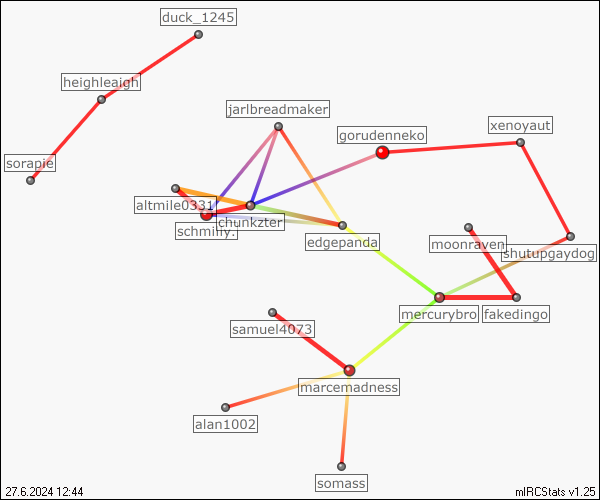 duck_1245
heighleaigh
jarlbreadmaker
xenoyaut
gorudenneko
sorapie
altmile0331
chunkzter
edgepanda
moonraven
shutupgaydog
mercurybro
fakedingo
samuel4073
marcemadness
alan1002
somass
27.6.2024 12:44
mIRCStats v1.25